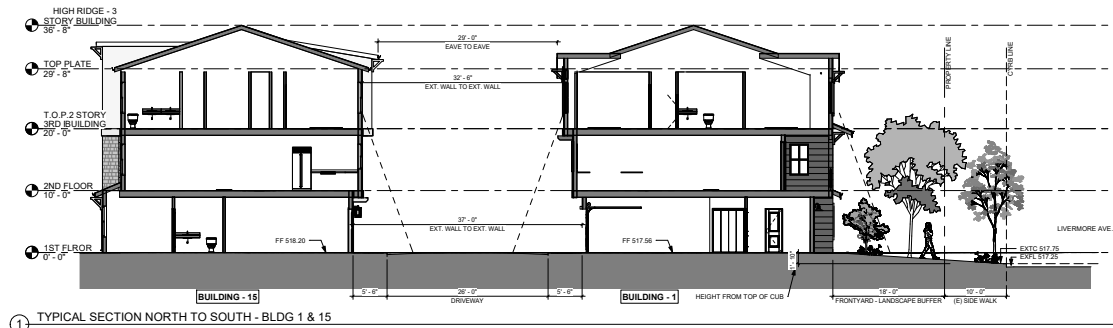 HIGH RIDGE - 3
STORY BUILDING
36' - 8"
TOP PLATE
29' - 8"
T.O.P.2 STORY
3RD IBUILDING
20' - 0"
2ND FLOOR
10' - 0"
1ST FLROR
0' - 0"
29' - 0"
EAVE TO EAVE
32' - 6"
EXT. WALL TO EXT. WALL
37' - 0"
EXT. WALL TO EXT. WALL
FF 518.20
FF 517.56
PROPERTY LINE
CYRB LINE
LIVERMORE AVE.
EXTC 517.75
EXFL 517.25
1' - 10"
BUILDING - 15
5' - 6"
26' - 0"
DRIVEWAY
5' - 6"
BUILDING - 1
HEIGHT FROM TOP OF CUB
18' - 0"
FRONTYARD - LANDSCAPE BUFFER
10' - 0"
(E) SIDE WALK
1 TYPICAL SECTION NORTH TO SOUTH - BLDG 1 & 15